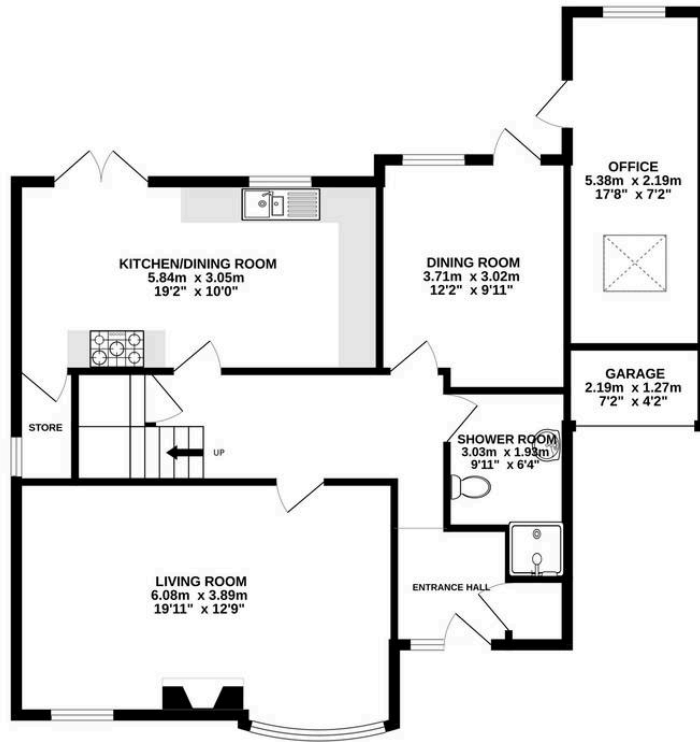 OFFICE
5.38m x 2.19m
17'8" x 7'2"
KITCHEN/DINING ROOM
5.84m x 3.05m
19'2" x 10'0"
DINING ROOM
3.71m x 3.02m
12'2" x 9'11"
GARAGE
2.19m x 1.27m
7'2" x 4'2"
STORE
UP
SHOWER ROOM
3.03m x 1.93m
9'11" x 6'4"
LIVING ROOM
6.08m x 3.89m
19'11" x 12'9"
ENTRANCE HALL